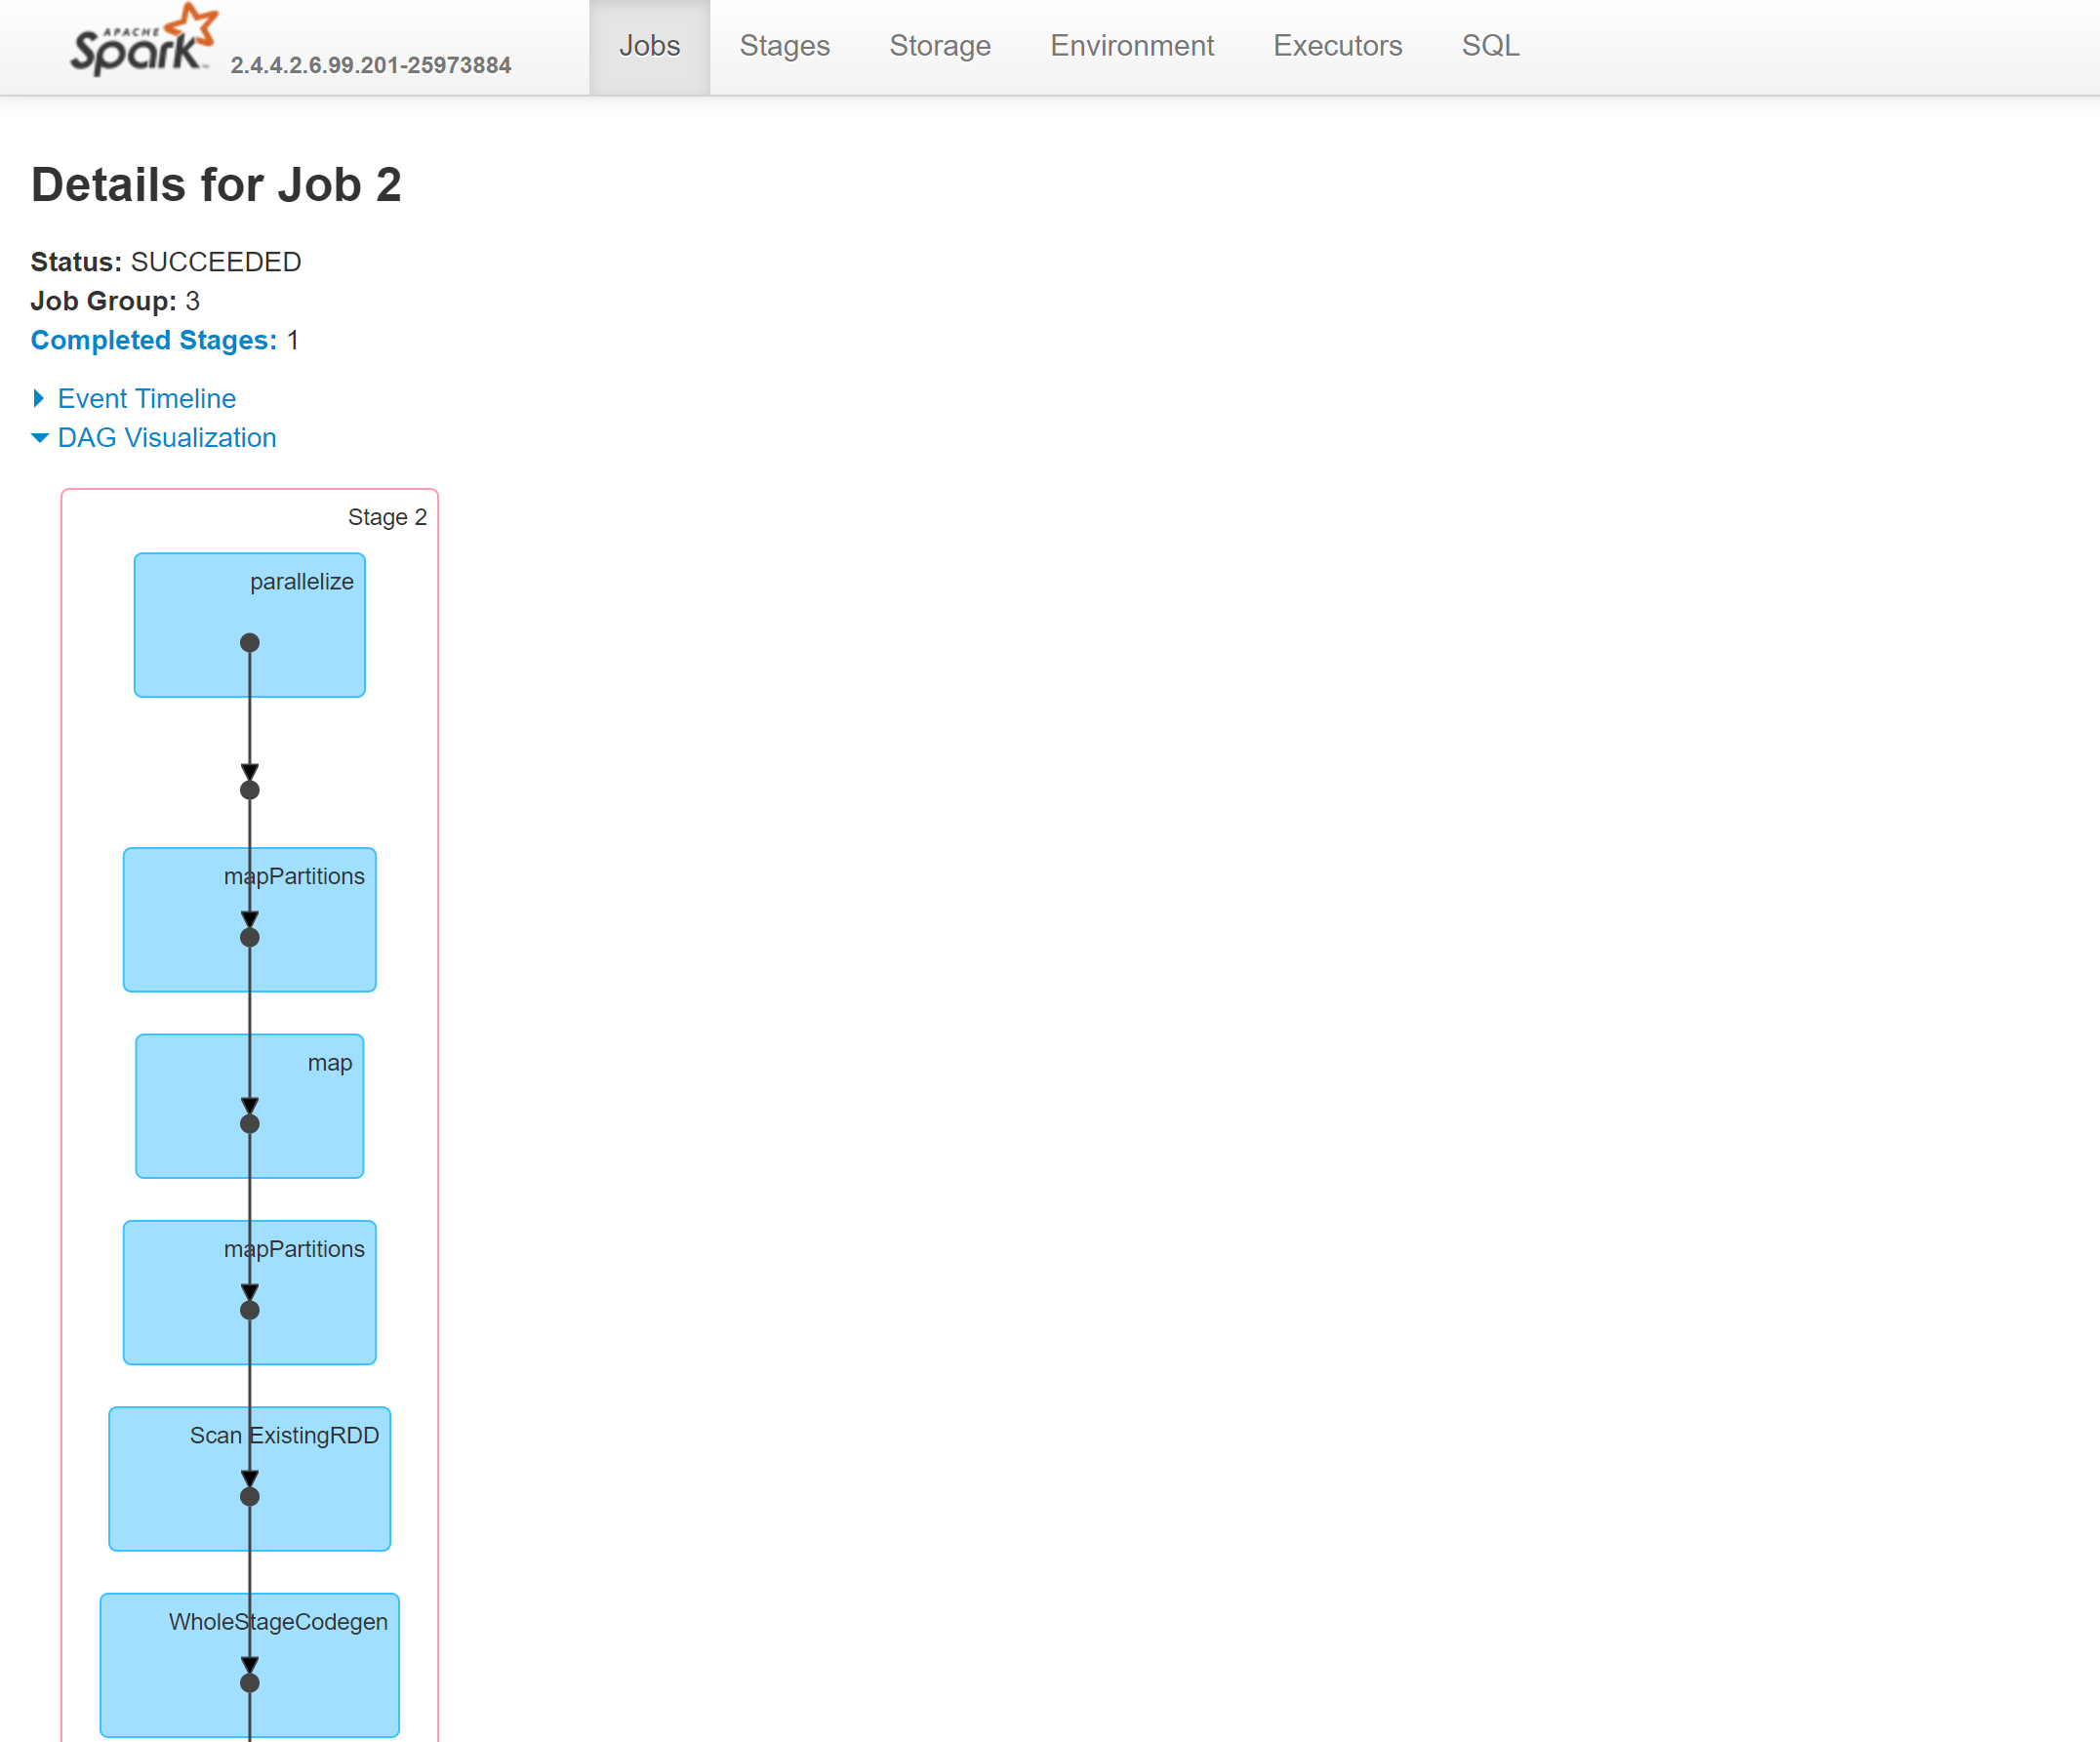 APACHE
Spark™ 2.4.4.2.6.99.201-25973884 Jobs Stages Storage Environment Executors SQL
Details for Job 2
Status: SUCCEEDED
Job Group: 3
Completed Stages: 1
Event Timeline
DAG Visualization
Stage 2
parallelize
mapPartitions
map
mapPartitions
Scan ExistingRDD
WholeStageCodegen